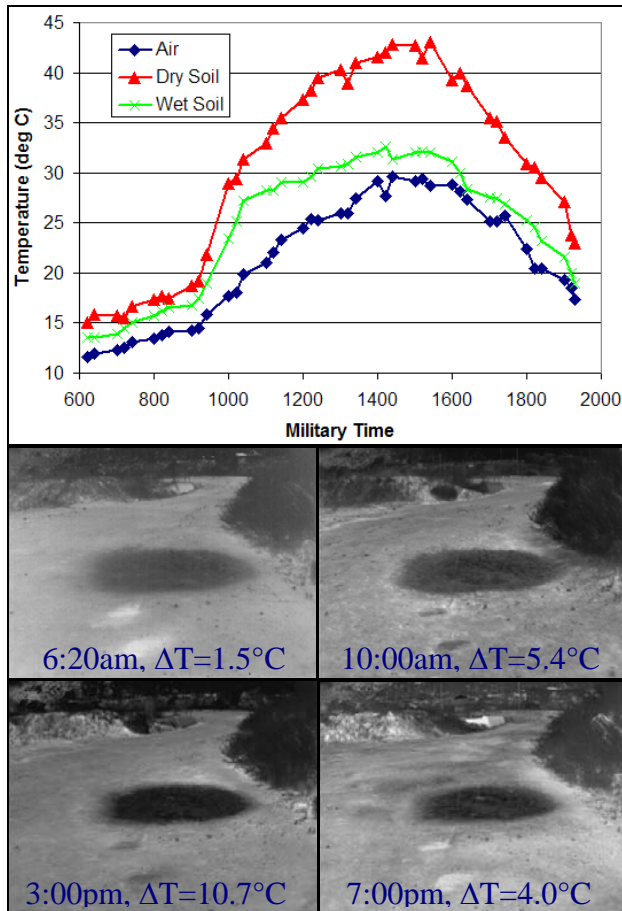 Temperature (deg C)
45
40
35
30
25
20
15
10
Air
Dry Soil
Wet Soil
600 800 1000 1200 1400 1600 1800 2000
Military Time
6:20am, ΔT=1.5°C
10:00am, ΔT=5.4°C
3:00pm, ΔT=10.7°C
7:00pm, ΔT=4.0°C